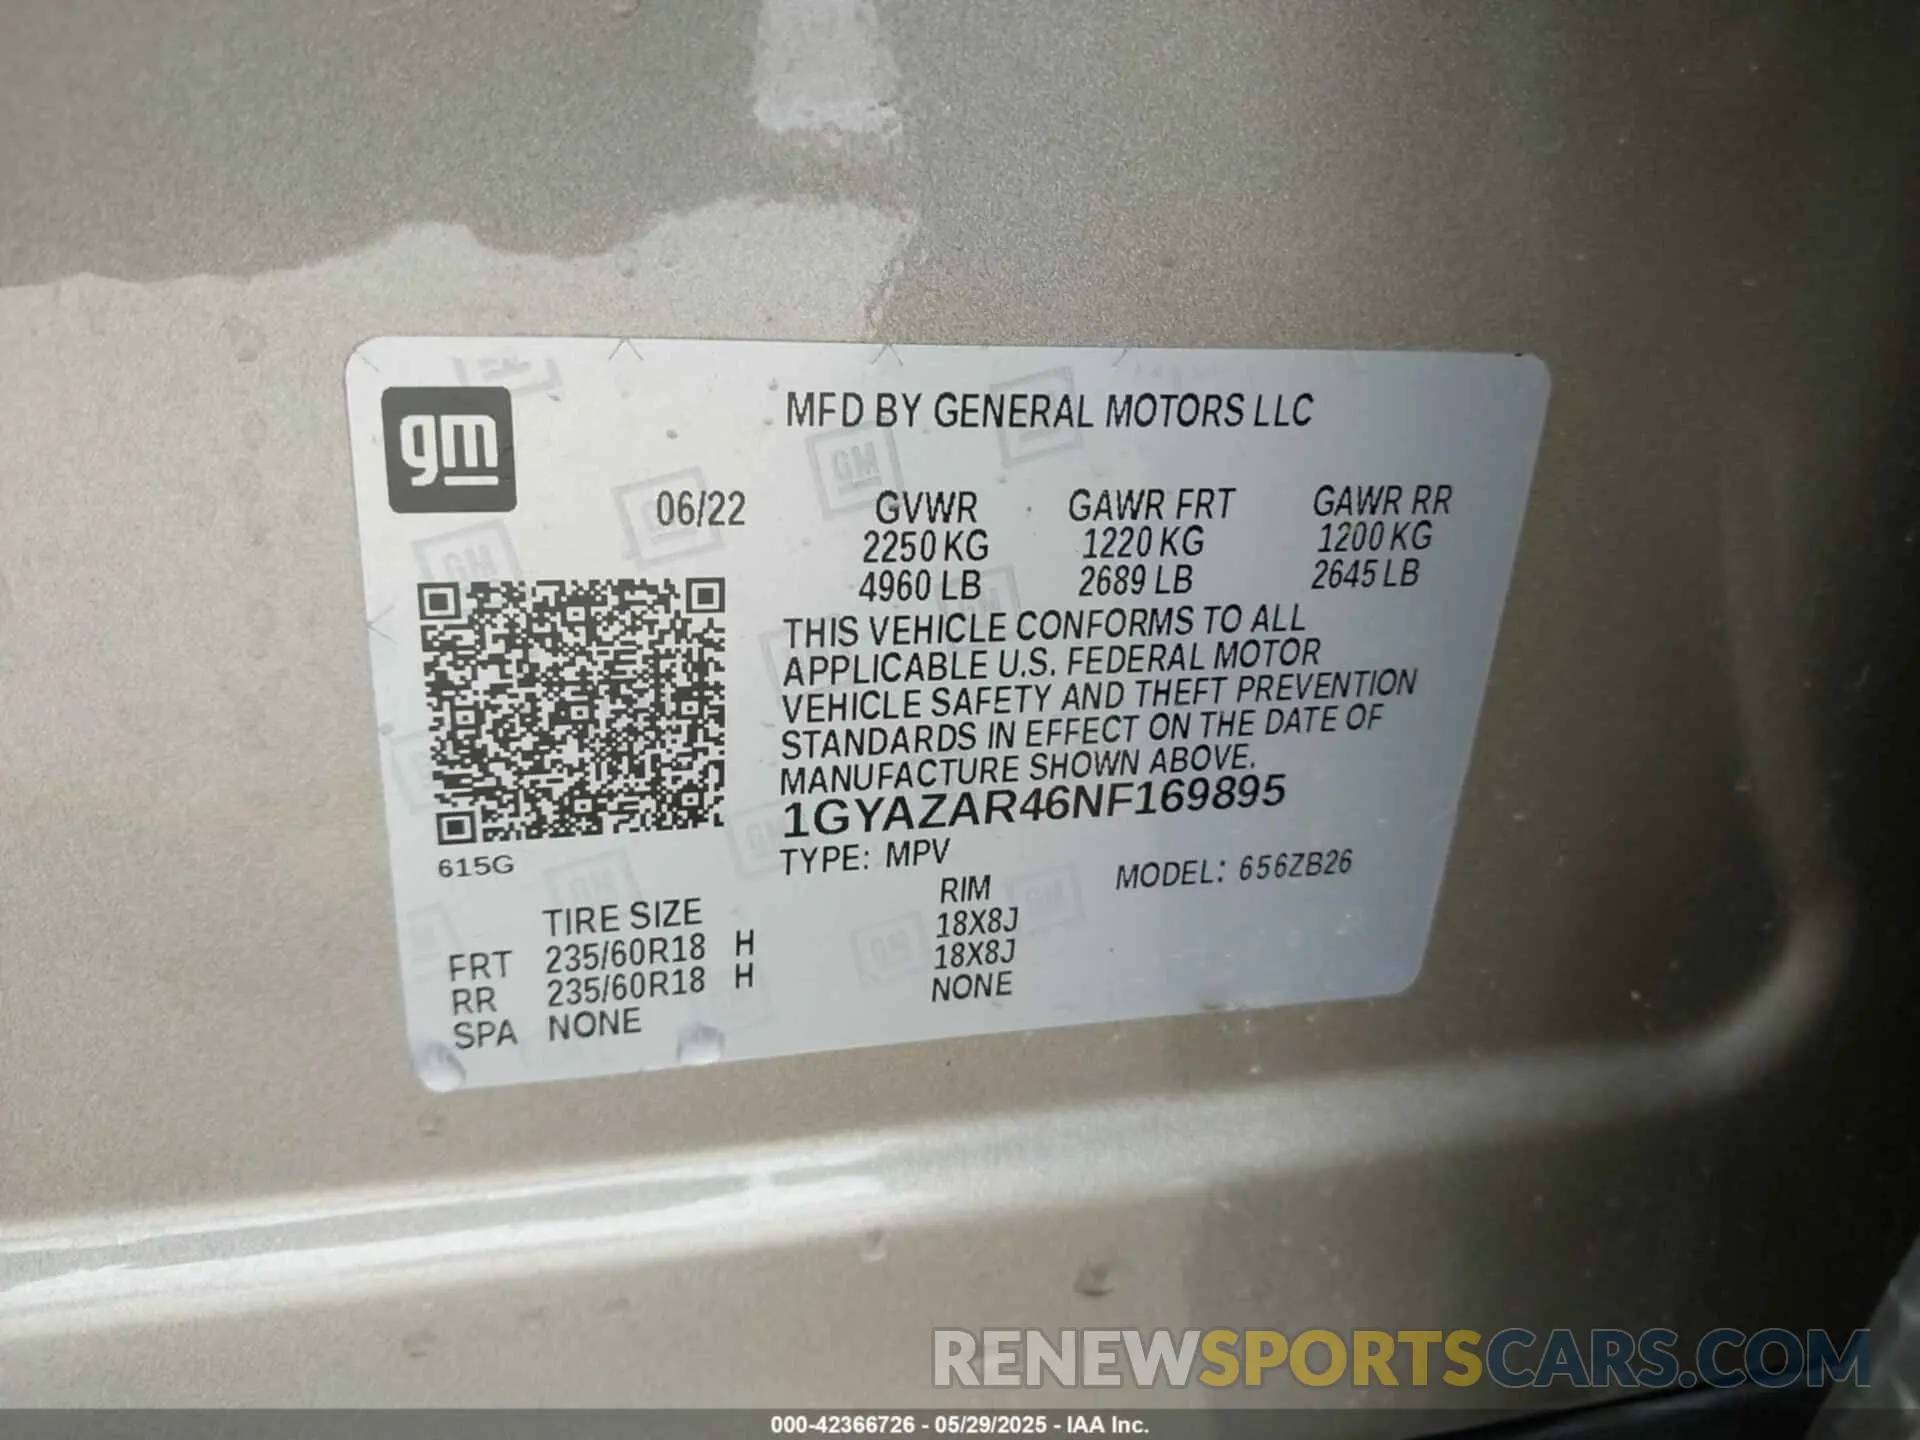 gm
MFD BY GENERAL MOTORS LLC
06/22 GVWR GAWR FRT GAWR RR
2250 KG 1220 KG 1200 KG
4960 LB 2689 LB 2645 LB
THIS VEHICLE CONFORMS TO ALL
APPLICABLE U.S. FEDERAL MOTOR
VEHICLE SAFETY AND THEFT PREVENTION
STANDARDS IN EFFECT ON THE DATE OF
MANUFACTURE SHOWN ABOVE.
1GYAZAR46NF169895
615G
TYPE: MPV MODEL: 656ZB26
TIRE SIZE RIM
FRT 235/60R18 H 18X8J
RR 235/60R18 H 18X8J
SPA NONE NONE
RENEWSPORTSCARS.COM
000-42366726 - 05/29/2025 - IAA Inc.